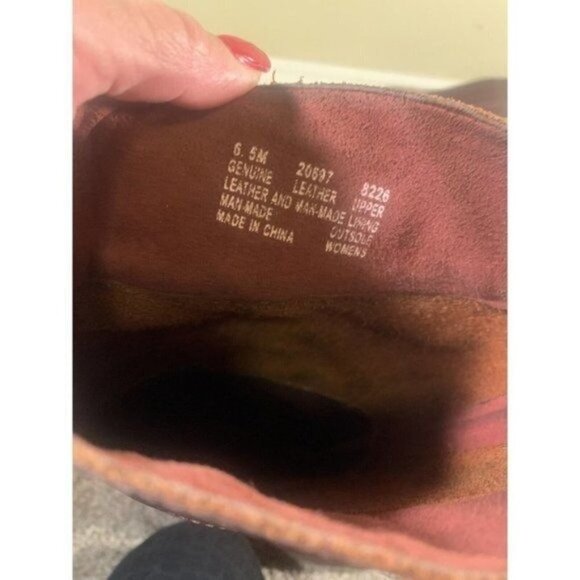 6.5M 20697 8226
GENUINE LEATHER UPPER
LEATHER AND MAN-MADE LINING
MAN-MADE OUTSOLE
MADE IN CHINA WOMENS